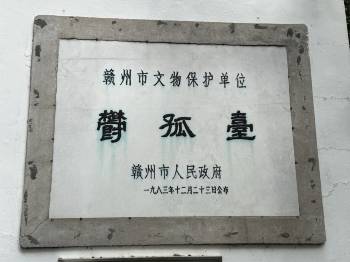 赣州市文物保护单位
鬱孤臺
赣州市人民政府
一九八三年十二月二十三日公布